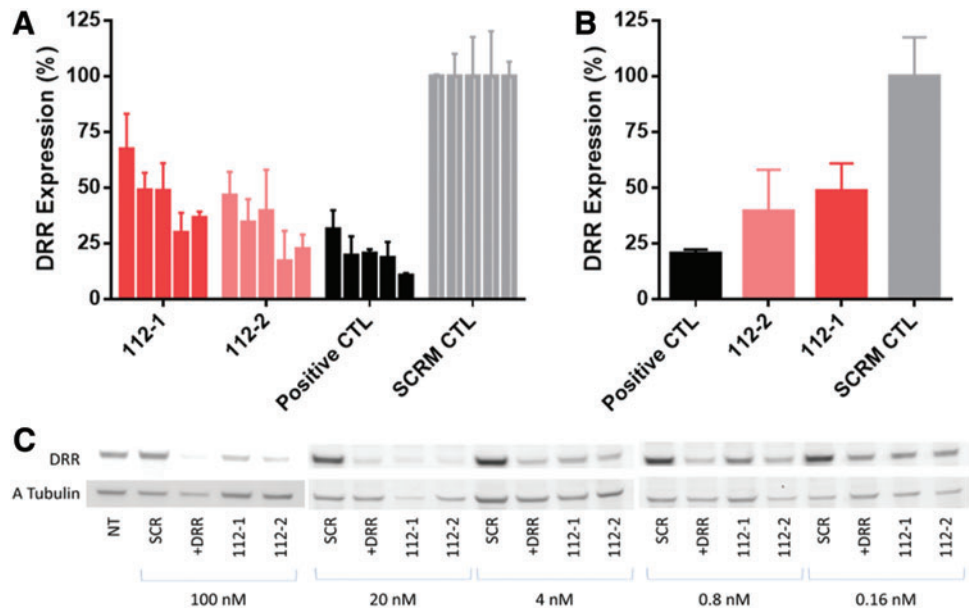 A
DRR Expression (%)
125
100
75
50
25
0
112-1
112-2
Positive CTL
SCRM CTL
B
DRR Expression (%)
125
100
75
50
25
0
Positive CTL
112-2
112-1
SCRM CTL
C
DRR
A Tubulin
NT
SCR
+DRR
112-1
112-2
SCR
+DRR
112-1
112-2
SCR
+DRR
112-1
112-2
SCR
+DRR
112-1
112-2
SCR
+DRR
112-1
112-2
100 nM
20 nM
4 nM
0.8 nM
0.16 nM